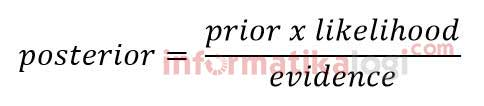 posterior = prior x likelihood / evidence
informatikalogi.com